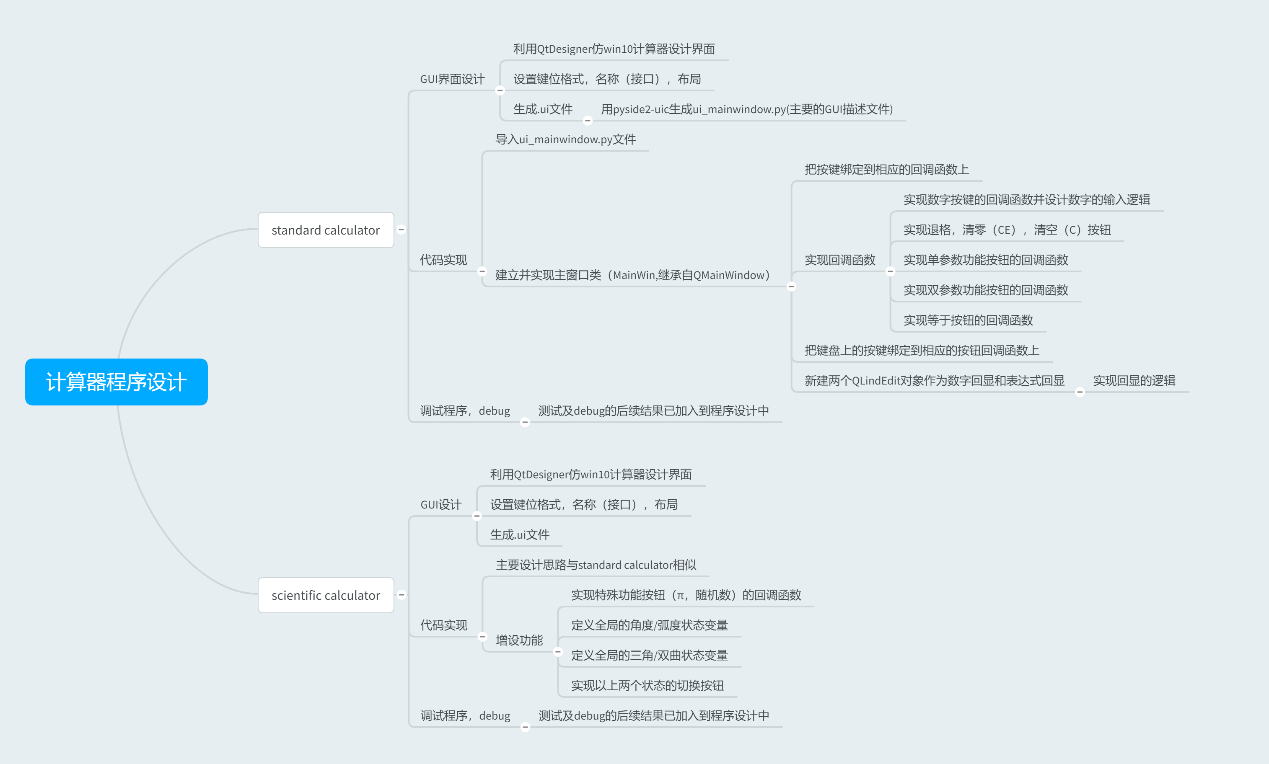 计算器程序设计
standard calculator
GUI界面设计
利用QtDesigner仿win10计算器设计界面
设置键位格式，名称（接口），布局
生成.ui文件
用pyside2-uic生成ui_mainwindow.py(主要的GUI描述文件)
代码实现
导入ui_mainwindow.py文件
建立并实现主窗口类（MainWin,继承自QMainWindow）
把按键绑定到相应的回调函数上
实现回调函数
实现数字按键的回调函数并设计数字的输入逻辑
实现退格，清零（CE），清空（C）按钮
实现单参数功能按钮的回调函数
实现双参数功能按钮的回调函数
实现等于按钮的回调函数
把键盘上的按键绑定到相应的按钮回调函数上
新建两个QLindEdit对象作为数字回显和表达式回显
实现回显的逻辑
调试程序，debug
测试及debug的后续结果已加入到程序设计中
scientific calculator
GUI设计
利用QtDesigner仿win10计算器设计界面
设置键位格式，名称（接口），布局
生成.ui文件
代码实现
主要设计思路与standard calculator相似
增设功能
实现特殊功能按钮（π，随机数）的回调函数
定义全局的角度/弧度状态变量
定义全局的三角/双曲状态变量
实现以上两个状态的切换按钮
调试程序，debug
测试及debug的后续结果已加入到程序设计中